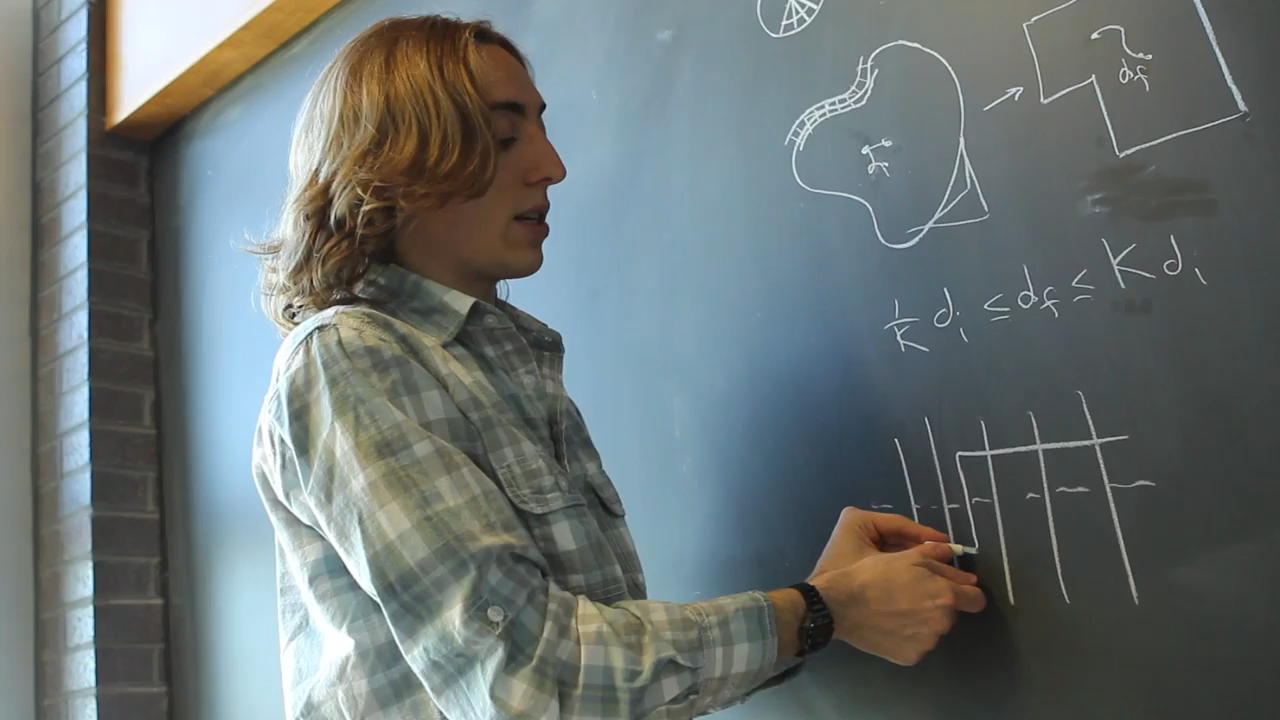 df
1/K di ≤ df ≤ K di